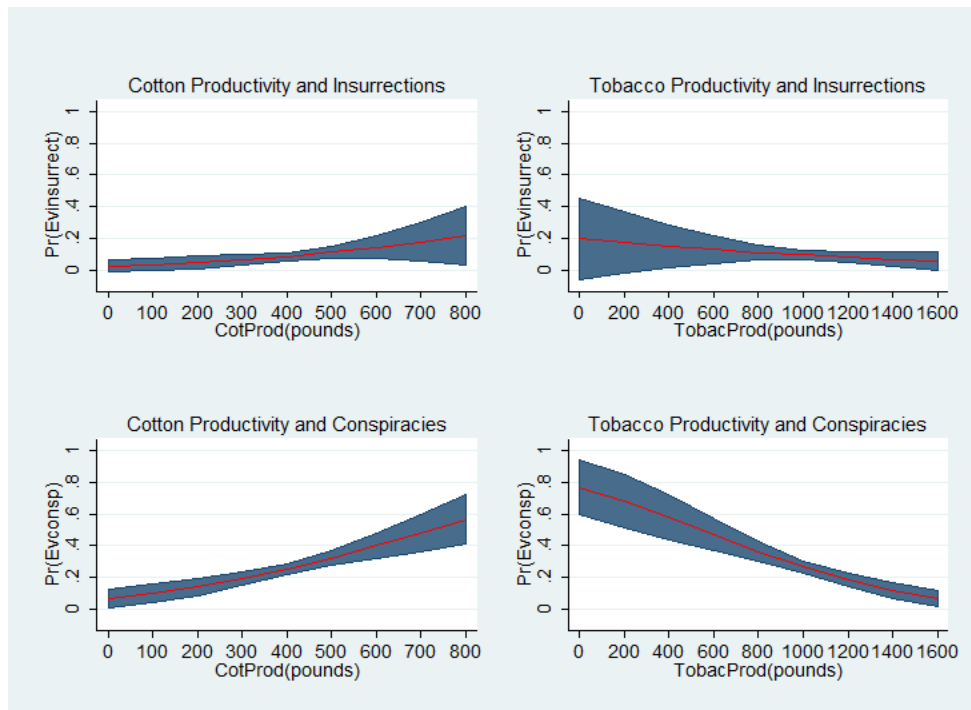 Cotton Productivity and Insurrections
Pr(Evinsurrect)
1
.8
.6
.4
.2
0
0 100 200 300 400 500 600 700 800
CotProd(pounds)
Tobacco Productivity and Insurrections
Pr(Evinsurrect)
1
.8
.6
.4
.2
0
0 200 400 600 800 1000 1200 1400 1600
TobacProd(pounds)
Cotton Productivity and Conspiracies
Pr(Evconsp)
1
.8
.6
.4
.2
0
0 100 200 300 400 500 600 700 800
CotProd(pounds)
Tobacco Productivity and Conspiracies
Pr(Evconsp)
1
.8
.6
.4
.2
0
0 200 400 600 800 1000 1200 1400 1600
TobacProd(pounds)